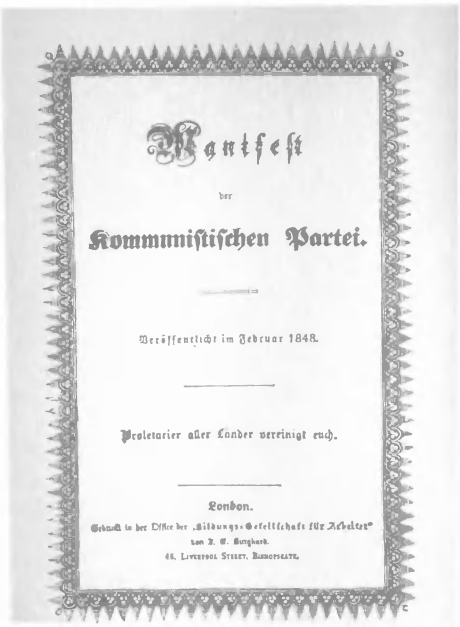 Manifest
der
Kommunistischen Partei.
Veröffentlicht im Februar 1848.
Proletarier aller Länder vereinigt euch.
London.
Gedruckt in der Office der „Bildungs-Gesellschaft für Arbeiter"
von J. E. Burghard.
46, LIVERPOOL STREET, BISHOPSGATE.